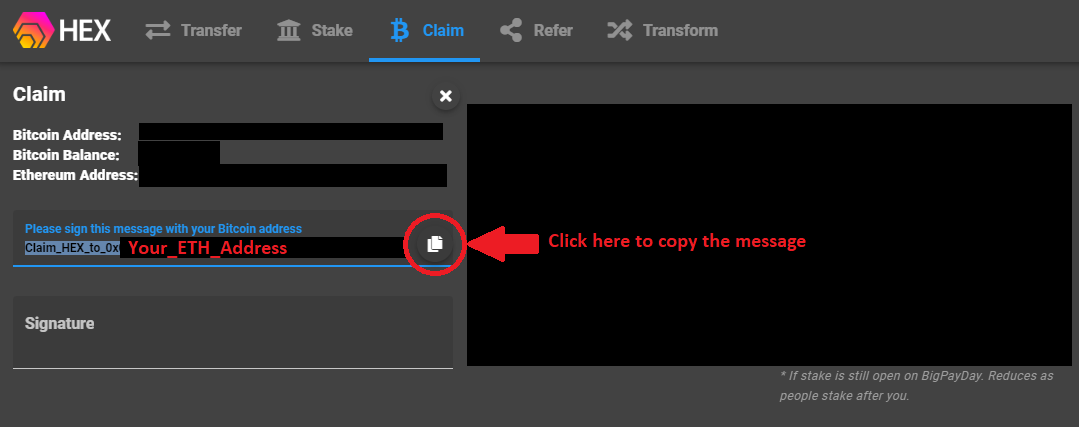 HEX Transfer Stake Claim Refer Transform
Claim
Bitcoin Address:
Bitcoin Balance:
Ethereum Address:
Please sign this message with your Bitcoin address
Claim_HEX_to_0x Your_ETH_Address
Click here to copy the message
Signature
* If stake is still open on BigPayDay. Reduces as
people stake after you.